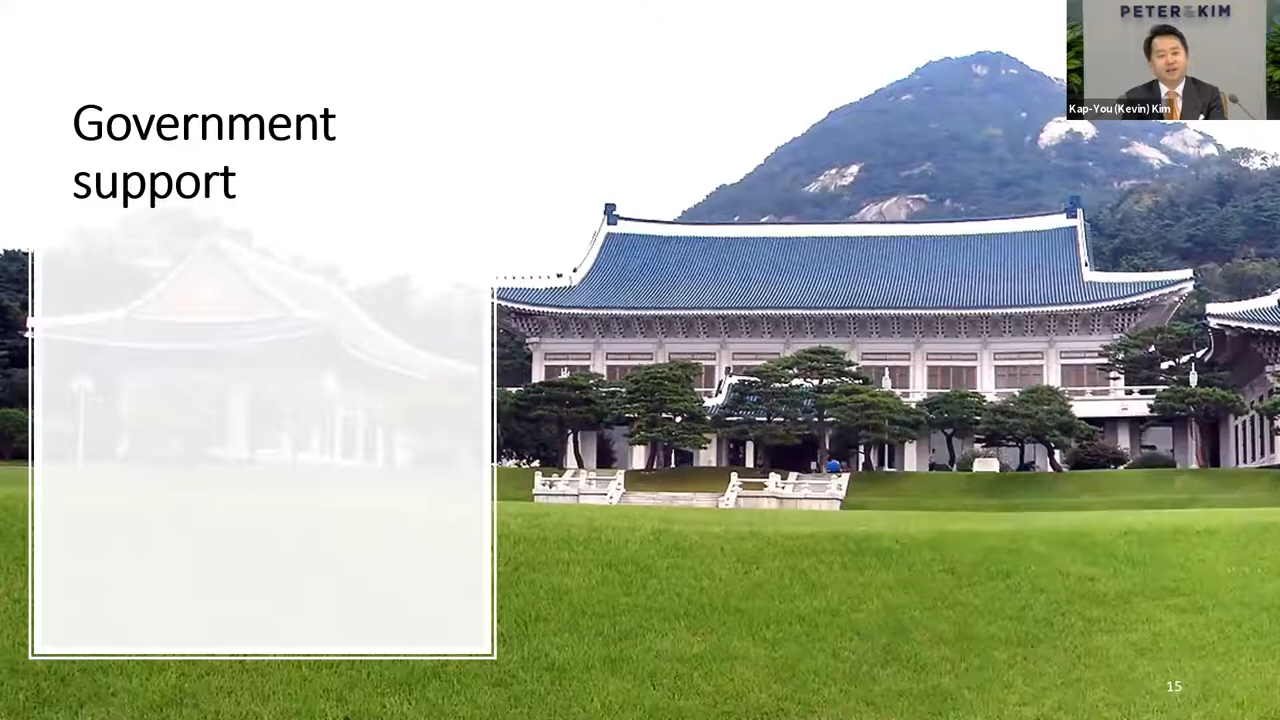 PETER&KIM
Kap-You (Kevin) Kim
Government
support
15